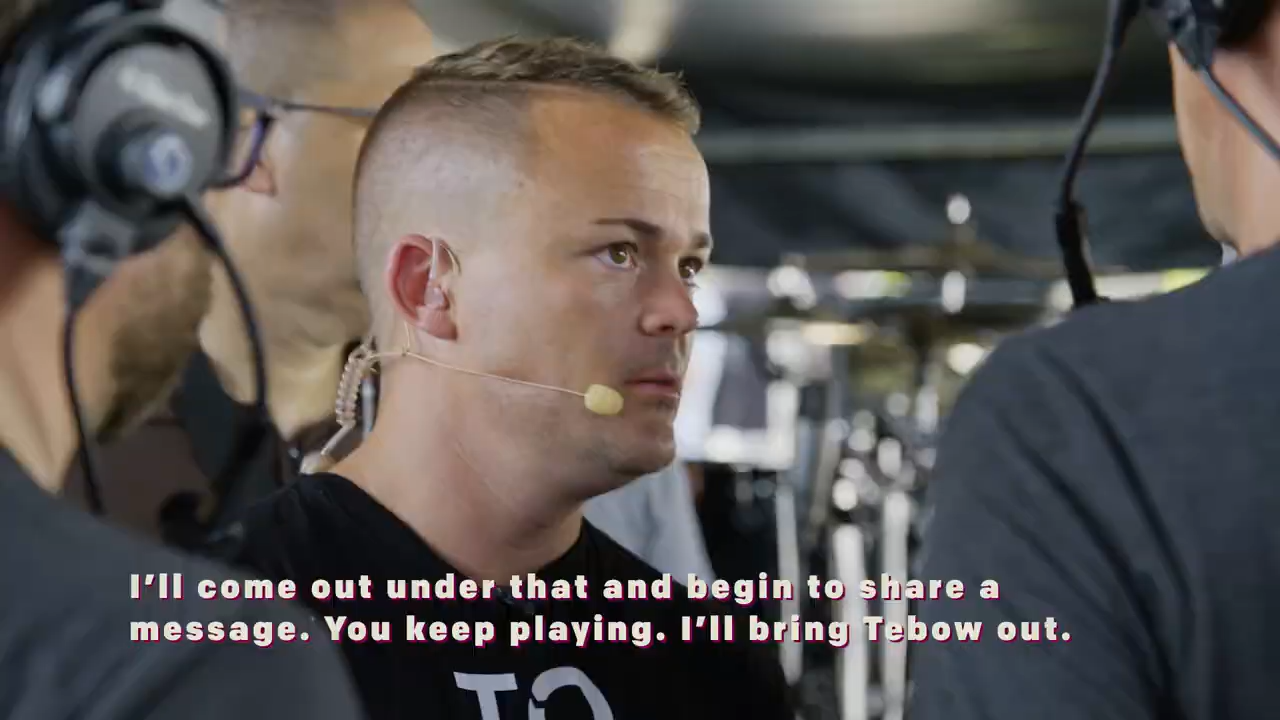 I'll come out under that and begin to share a
message. You keep playing. I'll bring Tebow out.